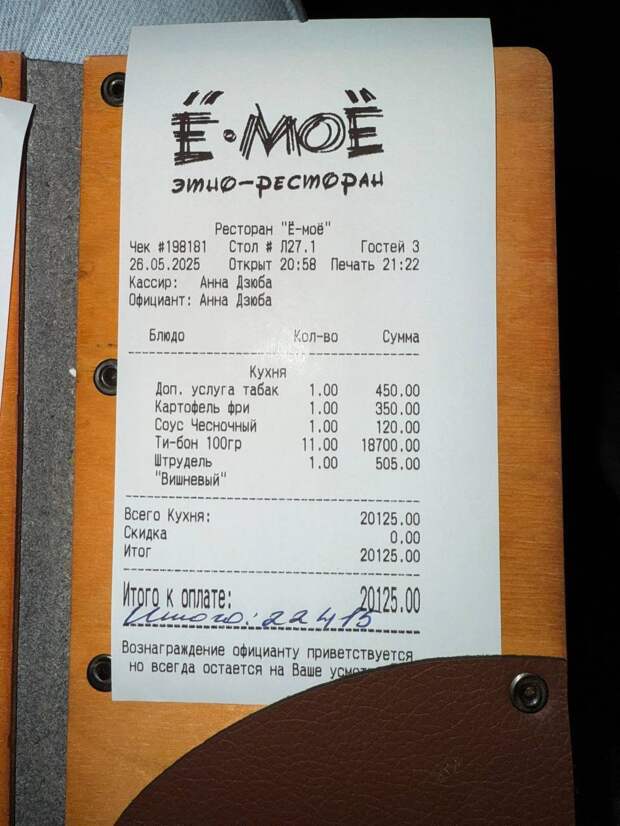 Ё·МОЁ
ЭТНО-РЕСТОРАН
Ресторан "Ё-моё"
Чек #198181 Стол # Л27.1 Гостей 3
26.05.2025 Открыт 20:58 Печать 21:22
Кассир: Анна Дзюба
Официант: Анна Дзюба
Блюдо Кол-во Сумма
Кухня
Доп. услуга табак 1.00 450.00
Картофель фри 1.00 350.00
Соус Чесночный 1.00 120.00
Ти-бон 100гр 11.00 18700.00
Штрудель 1.00 505.00
"Вишневый"
Всего Кухня: 20125.00
Скидка 0.00
Итог 20125.00
Итого к оплате: 20125.00
Итого: 22415
Вознаграждение официанту приветствуется
но всегда остается на Ваше